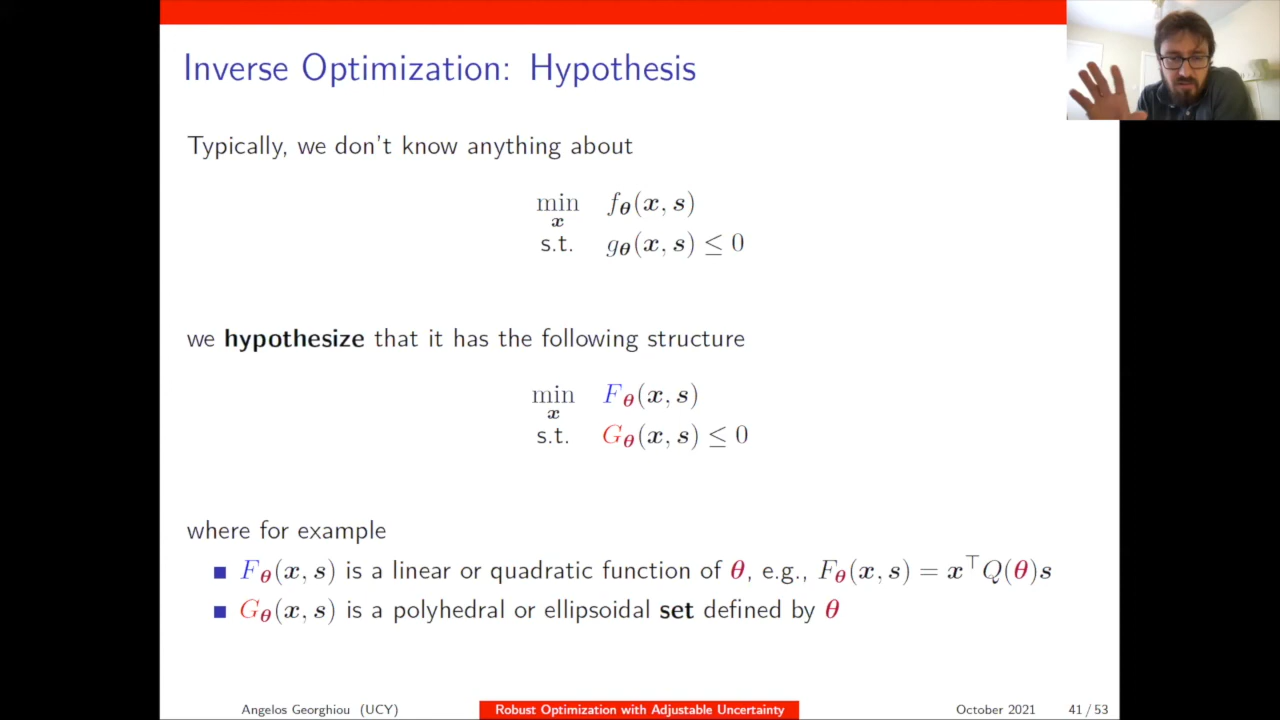 Inverse Optimization: Hypothesis
Typically, we don't know anything about
min f_θ(x, s)
x
s.t. g_θ(x, s) ≤ 0
we hypothesize that it has the following structure
min F_θ(x, s)
x
s.t. G_θ(x, s) ≤ 0
where for example
■ F_θ(x, s) is a linear or quadratic function of θ, e.g., F_θ(x, s) = x^⊤Q(θ)s
■ G_θ(x, s) is a polyhedral or ellipsoidal set defined by θ
Angelos Georghiou (UCY) Robust Optimization with Adjustable Uncertainty October 2021 41 / 53